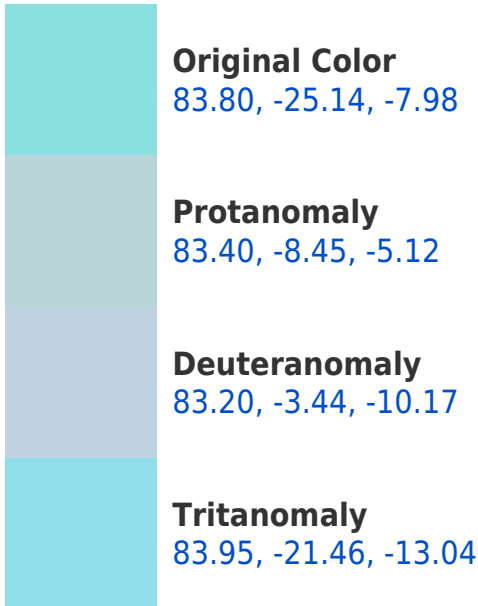 Original Color
83.80, -25.14, -7.98
Protanomaly
83.40, -8.45, -5.12
Deuteranomaly
83.20, -3.44, -10.17
Tritanomaly
83.95, -21.46, -13.04